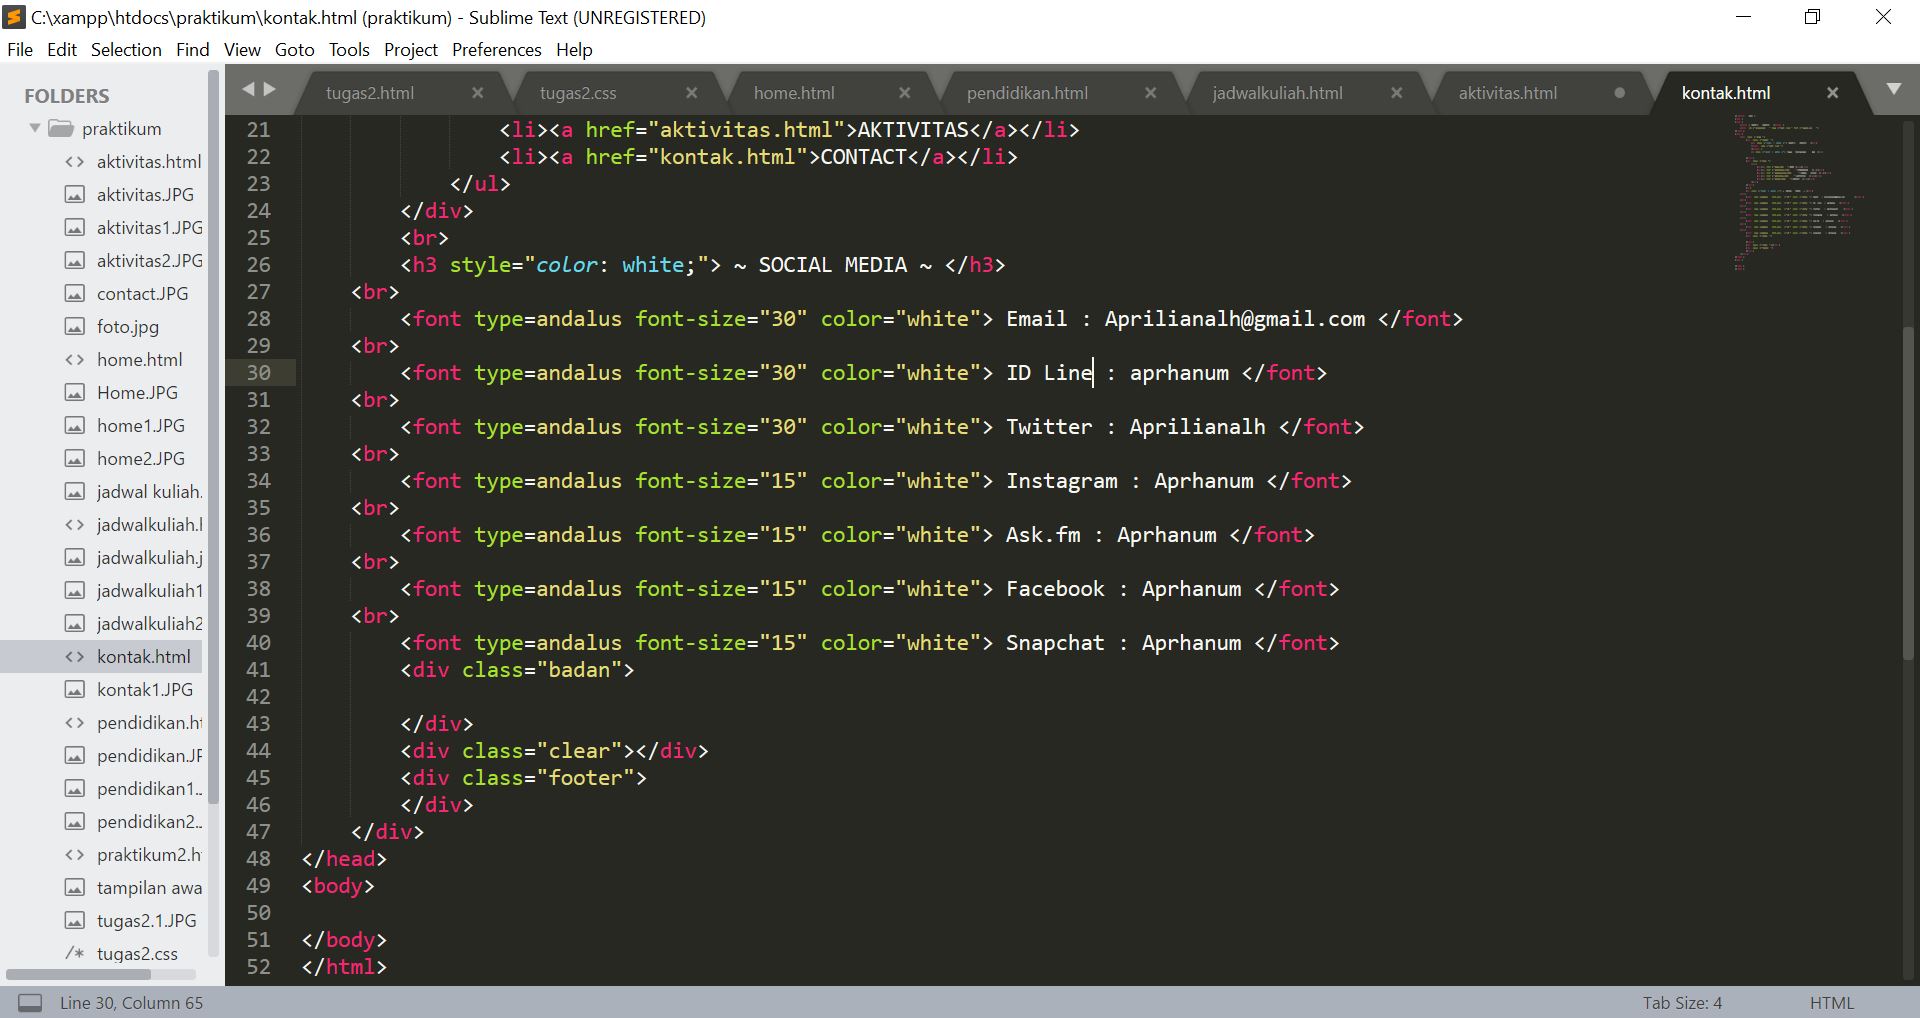 C:\xampp\htdocs\praktikum\kontak.html (praktikum) - Sublime Text (UNREGISTERED)
File Edit Selection Find View Goto Tools Project Preferences Help
FOLDERS
praktikum
aktivitas.html
aktivitas.JPG
aktivitas1.JPG
aktivitas2.JPG
contact.JPG
foto.jpg
home.html
Home.JPG
home1.JPG
home2.JPG
jadwal kuliah.
jadwalkuliah.h
jadwalkuliah.j
jadwalkuliah1
jadwalkuliah2
kontak.html
kontak1.JPG
pendidikan.ht
pendidikan.JP
pendidikan1..
pendidikan2..
praktikum2.h
tampilan awa
tugas2.1.JPG
/* tugas2.css
tugas2.html tugas2.css home.html pendidikan.html jadwalkuliah.html aktivitas.html kontak.html
21 <li><a href="aktivitas.html">AKTIVITAS</a></li>
22 <li><a href="kontak.html">CONTACT</a></li>
23 </ul>
24 </div>
25 <br>
26 <h3 style="color: white;"> ~ SOCIAL MEDIA ~ </h3>
27 <br>
28 <font type=andalus font-size="30" color="white"> Email : Aprilianalh@gmail.com </font>
29 <br>
30 <font type=andalus font-size="30" color="white"> ID Line : aprhanum </font>
31 <br>
32 <font type=andalus font-size="30" color="white"> Twitter : Aprilianalh </font>
33 <br>
34 <font type=andalus font-size="15" color="white"> Instagram : Aprhanum </font>
35 <br>
36 <font type=andalus font-size="15" color="white"> Ask.fm : Aprhanum </font>
37 <br>
38 <font type=andalus font-size="15" color="white"> Facebook : Aprhanum </font>
39 <br>
40 <font type=andalus font-size="15" color="white"> Snapchat : Aprhanum </font>
41 <div class="badan">
42
43 </div>
44 <div class="clear"></div>
45 <div class="footer">
46 </div>
47 </div>
48 </head>
49 <body>
50
51 </body>
52 </html>
Line 30, Column 65
Tab Size: 4 HTML